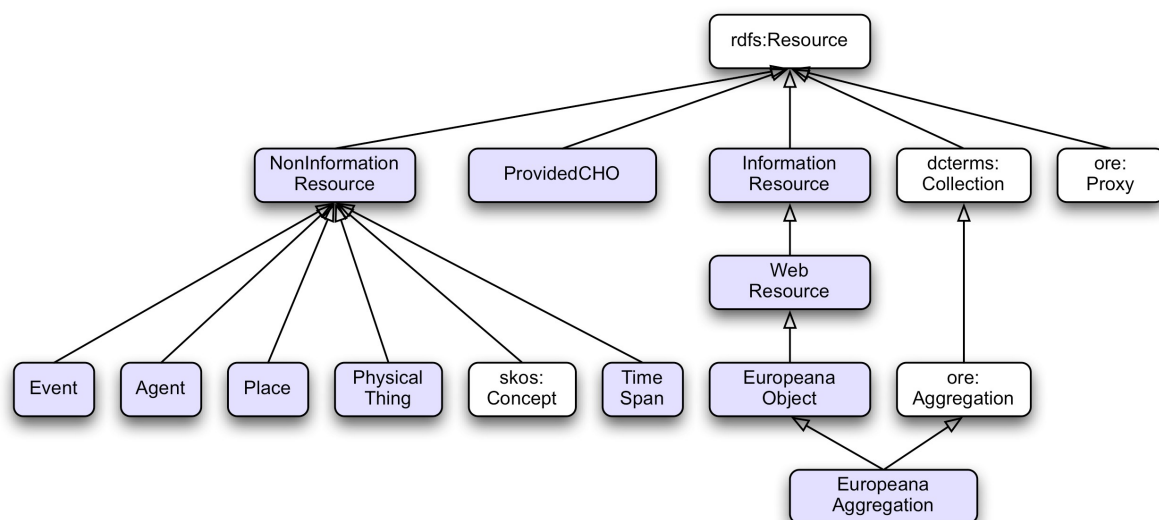 rdfs:Resource
NonInformation
Resource
ProvidedCHO
Information
Resource
dcterms:
Collection
ore:
Proxy
Web
Resource
Event
Agent
Place
Physical
Thing
skos:
Concept
Time
Span
Europeana
Object
ore:
Aggregation
Europeana
Aggregation